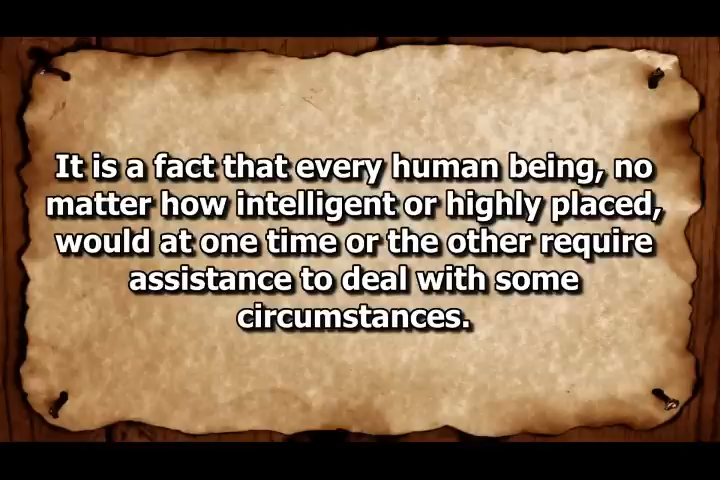 It is a fact that every human being, no
matter how intelligent or highly placed,
would at one time or the other require
assistance to deal with some
circumstances.